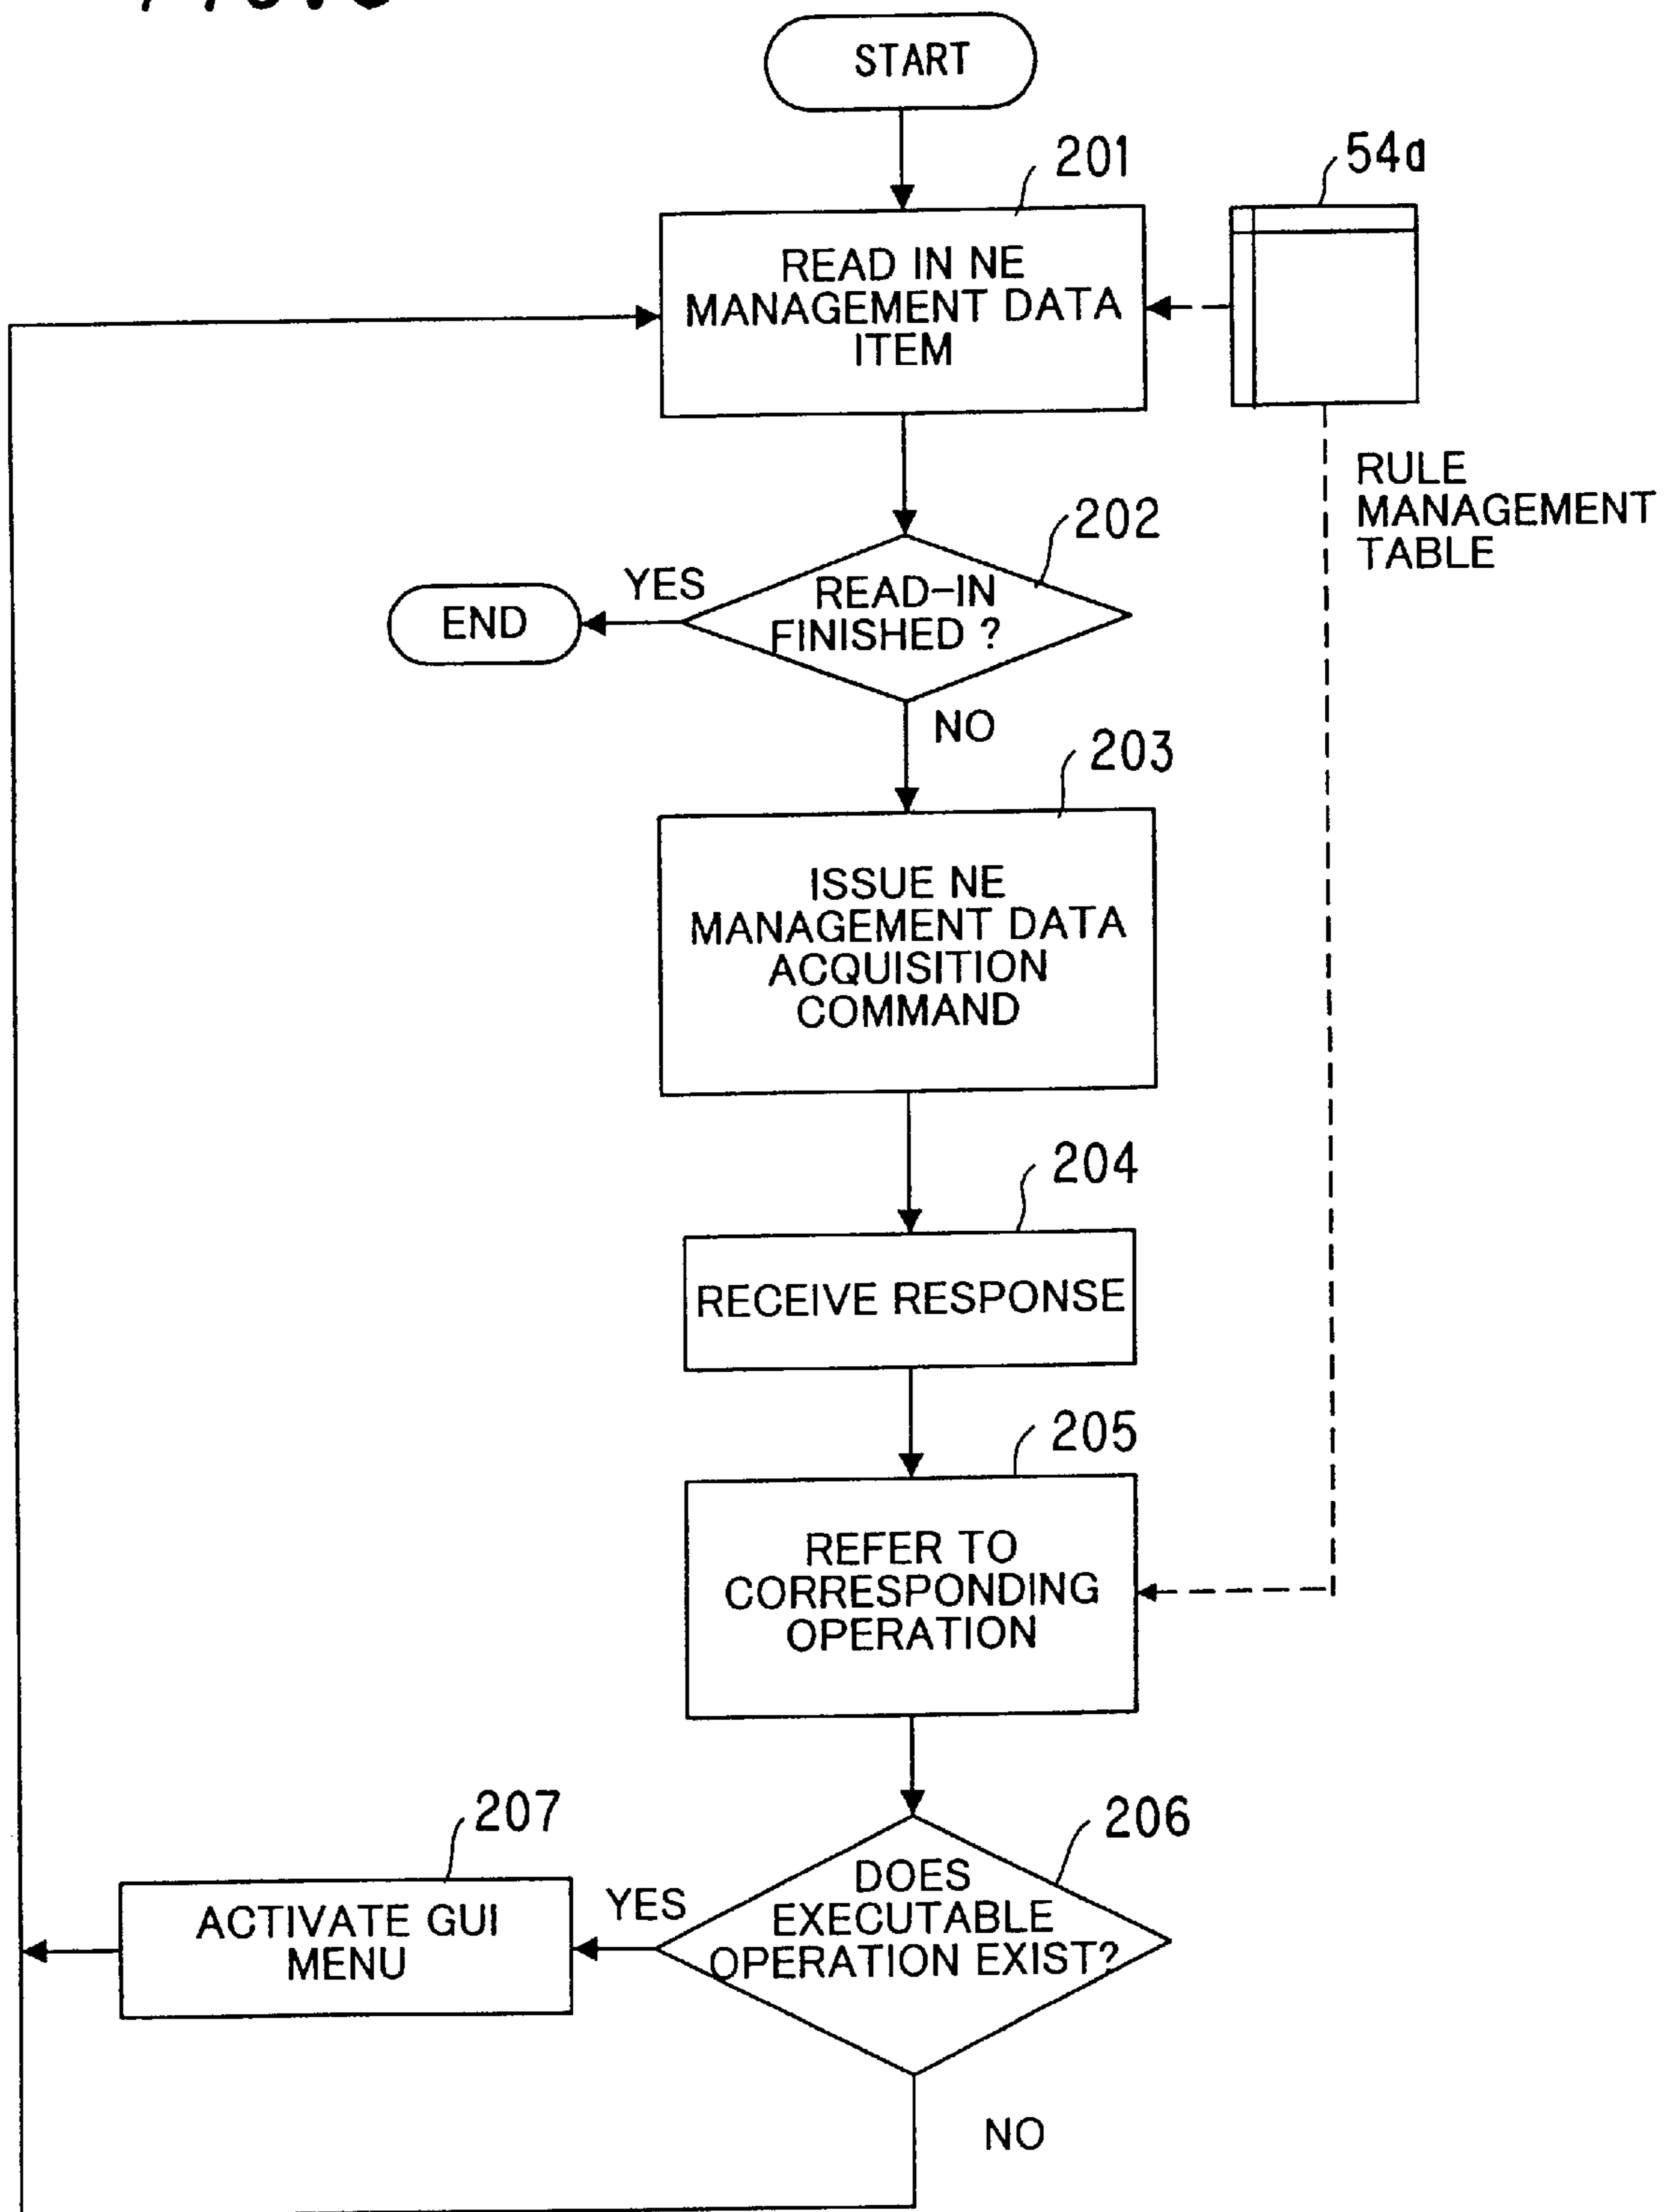 START
201
54a
READ IN NE
MANAGEMENT DATA
ITEM
RULE
MANAGEMENT
TABLE
202
YES
READ-IN
FINISHED ?
END
NO
203
ISSUE NE
MANAGEMENT DATA
ACQUISITION
COMMAND
204
RECEIVE RESPONSE
205
REFER TO
CORRESPONDING
OPERATION
207
206
ACTIVATE GUI
MENU
YES
DOES
EXECUTABLE
OPERATION EXIST?
NO